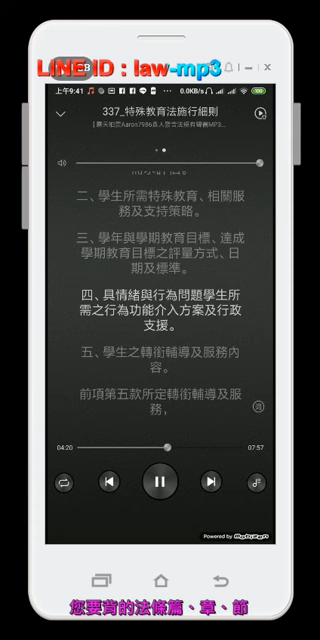 LINE ID：law-mp3
上午9:41
0.0KB/s
337_特殊教育法施行細則
二、學生所需特殊教育、相關服
務及支持策略。
三、學年與學期教育目標、達成
學期教育目標之評量方式、日
期及標準。
四、具情緒與行為問題學生所
需之行為功能介入方案及行政
支援。
五、學生之轉銜輔導及服務內
容。
前項第五款所定轉銜輔導及服
務,
詞
04:20
07:57
Powered by
您要背的法條篇、章、節